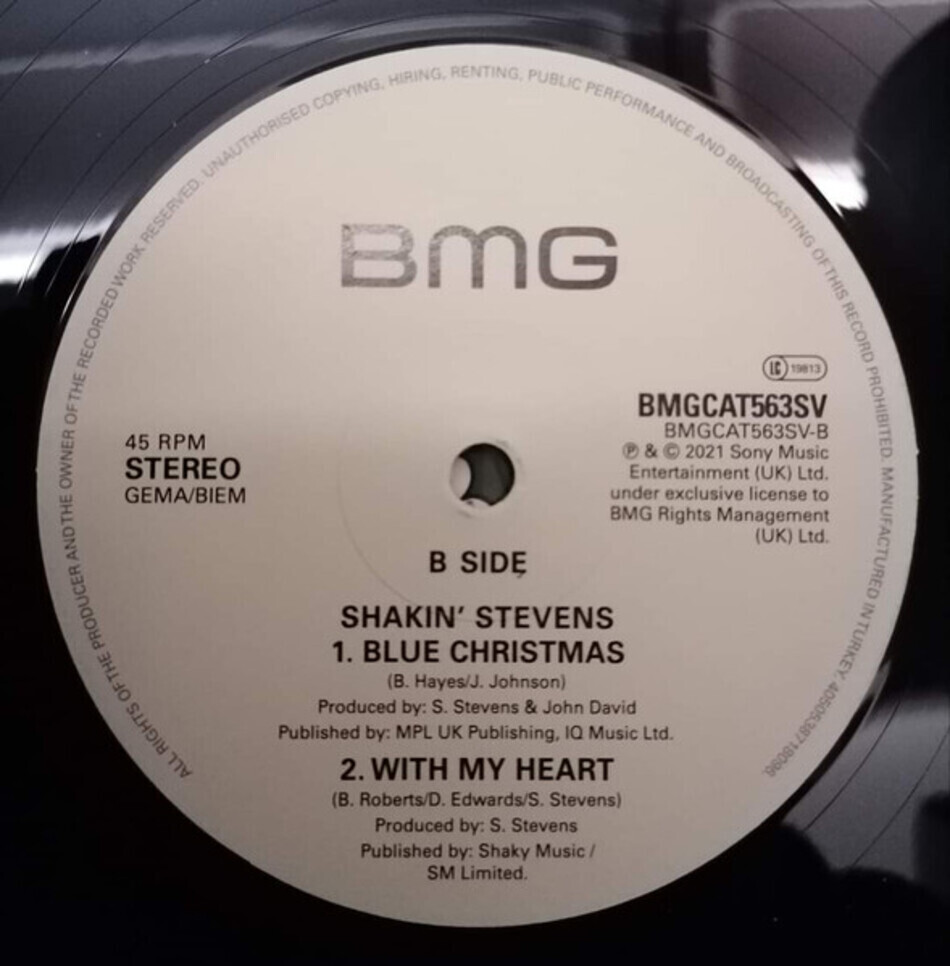 ALL RIGHTS OF THE PRODUCER AND THE OWNER OF THE RECORDED WORK RESERVED. UNAUTHORISED COPYING, HIRING, RENTING, PUBLIC PERFORMANCE AND BROADCASTING OF THIS RECORD PROHIBITED. MANUFACTURED IN TURKEY. 4050538718096.
BMG
LC 19813
BMGCAT563SV
BMGCAT563SV-B
℗ & © 2021 Sony Music
Entertainment (UK) Ltd.
under exclusive license to
BMG Rights Management
(UK) Ltd.
45 RPM
STEREO
GEMA/BIEM
B SIDE
SHAKIN' STEVENS
1. BLUE CHRISTMAS
(B. Hayes/J. Johnson)
Produced by: S. Stevens & John David
Published by: MPL UK Publishing, IQ Music Ltd.
2. WITH MY HEART
(B. Roberts/D. Edwards/S. Stevens)
Produced by: S. Stevens
Published by: Shaky Music /
SM Limited.